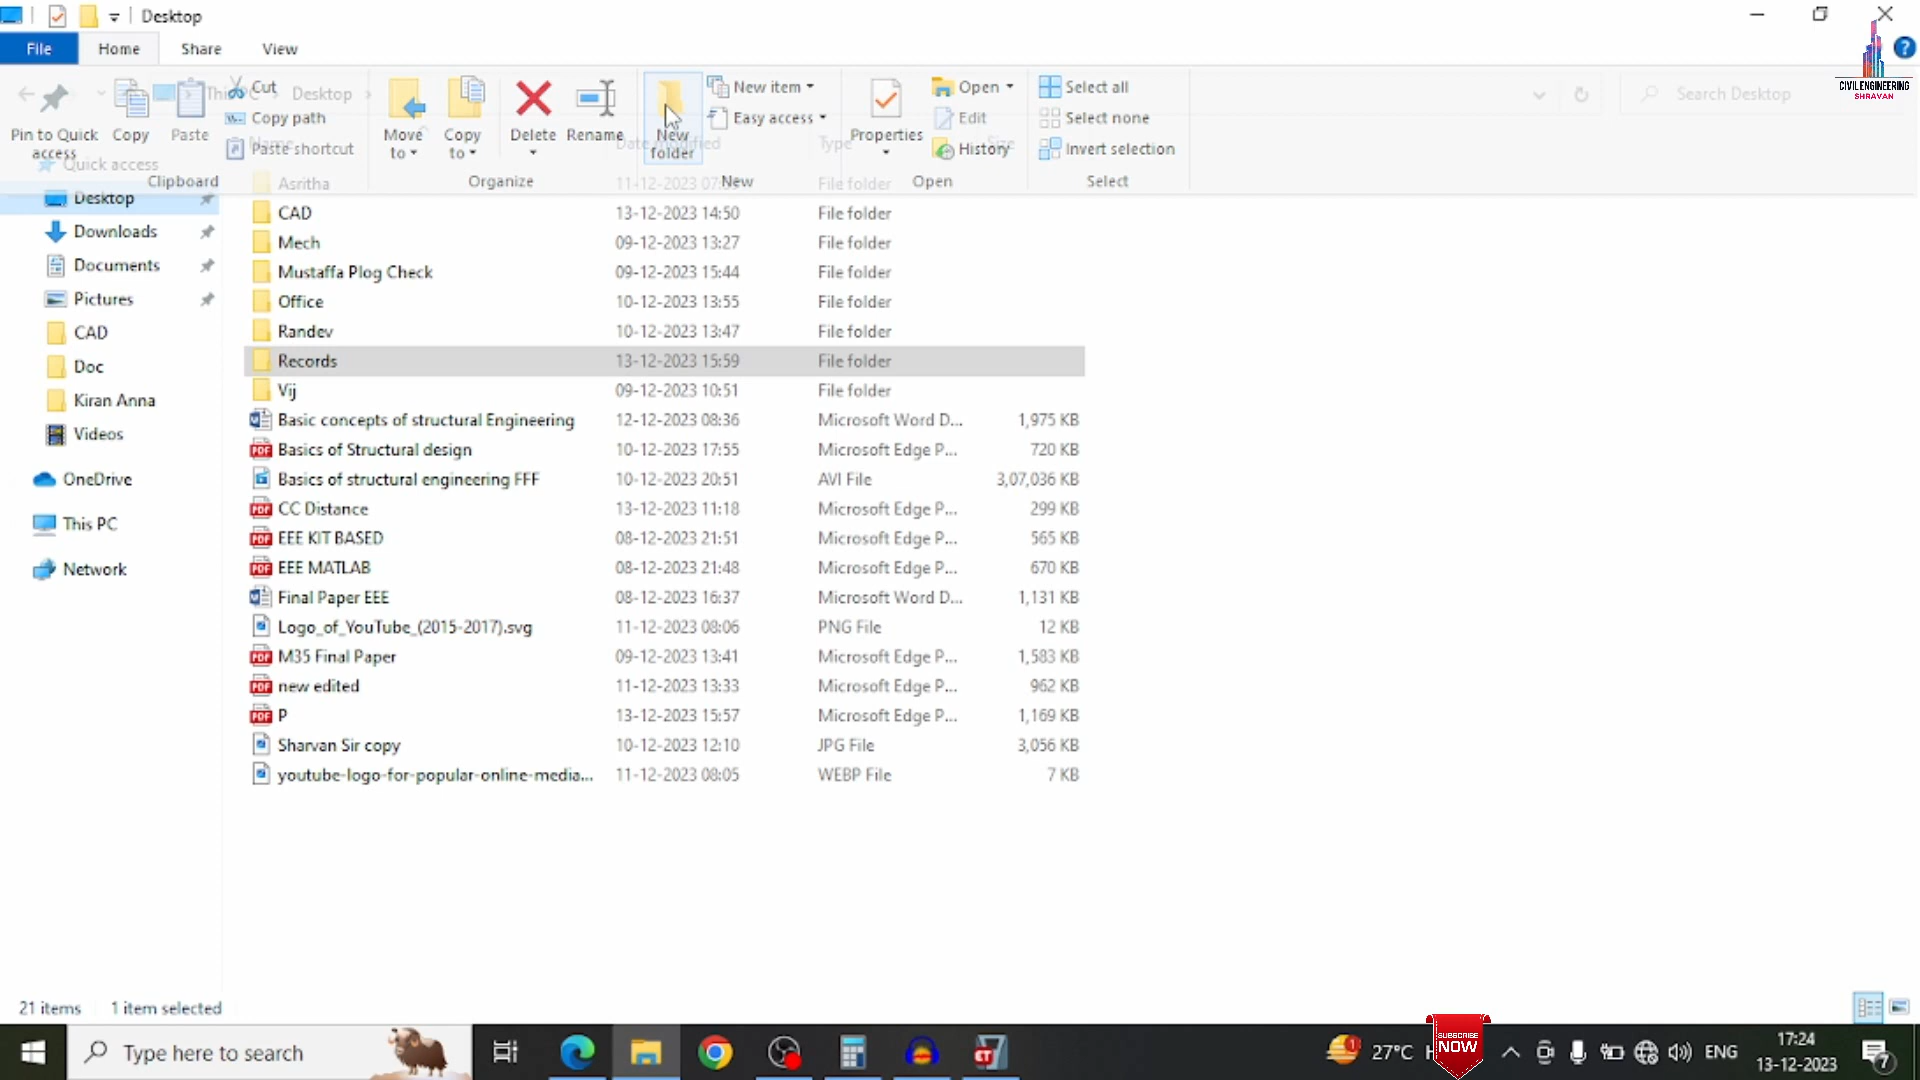 Desktop
File Home Share View
CIVILENGINEERING
SHRAVAN
Pin to Quick access
Copy
Paste
Cut
Copy path
Paste shortcut
Clipboard
Move to
Copy to
Delete
Rename
Organize
New folder
New item
Easy access
New
Properties
Open
Edit
History
Open
Select all
Select none
Invert selection
Select
Desktop
Search Desktop
Date modified Type Size
Quick access
Desktop
Downloads
Documents
Pictures
CAD
Doc
Kiran Anna
Videos
OneDrive
This PC
Network
Asritha 11-12-2023 File folder
CAD 13-12-2023 14:50 File folder
Mech 09-12-2023 13:27 File folder
Mustaffa Plog Check 09-12-2023 15:44 File folder
Office 10-12-2023 13:55 File folder
Randev 10-12-2023 13:47 File folder
Records 13-12-2023 15:59 File folder
Vij 09-12-2023 10:51 File folder
Basic concepts of structural Engineering 12-12-2023 08:36 Microsoft Word D... 1,975 KB
Basics of Structural design 10-12-2023 17:55 Microsoft Edge P... 720 KB
Basics of structural engineering FFF 10-12-2023 20:51 AVI File 3,07,036 KB
CC Distance 13-12-2023 11:18 Microsoft Edge P... 299 KB
EEE KIT BASED 08-12-2023 21:51 Microsoft Edge P... 565 KB
EEE MATLAB 08-12-2023 21:48 Microsoft Edge P... 670 KB
Final Paper EEE 08-12-2023 16:37 Microsoft Word D... 1,131 KB
Logo_of_YouTube_(2015-2017).svg 11-12-2023 08:06 PNG File 12 KB
M35 Final Paper 09-12-2023 13:41 Microsoft Edge P... 1,583 KB
new edited 11-12-2023 13:33 Microsoft Edge P... 962 KB
P 13-12-2023 15:57 Microsoft Edge P... 1,169 KB
Sharvan Sir copy 10-12-2023 12:10 JPG File 3,056 KB
youtube-logo-for-popular-online-media... 11-12-2023 08:05 WEBP File 7 KB
21 items 1 item selected
Type here to search
27°C
SUBSCRIBE
NOW
ENG
17:24
13-12-2023
7